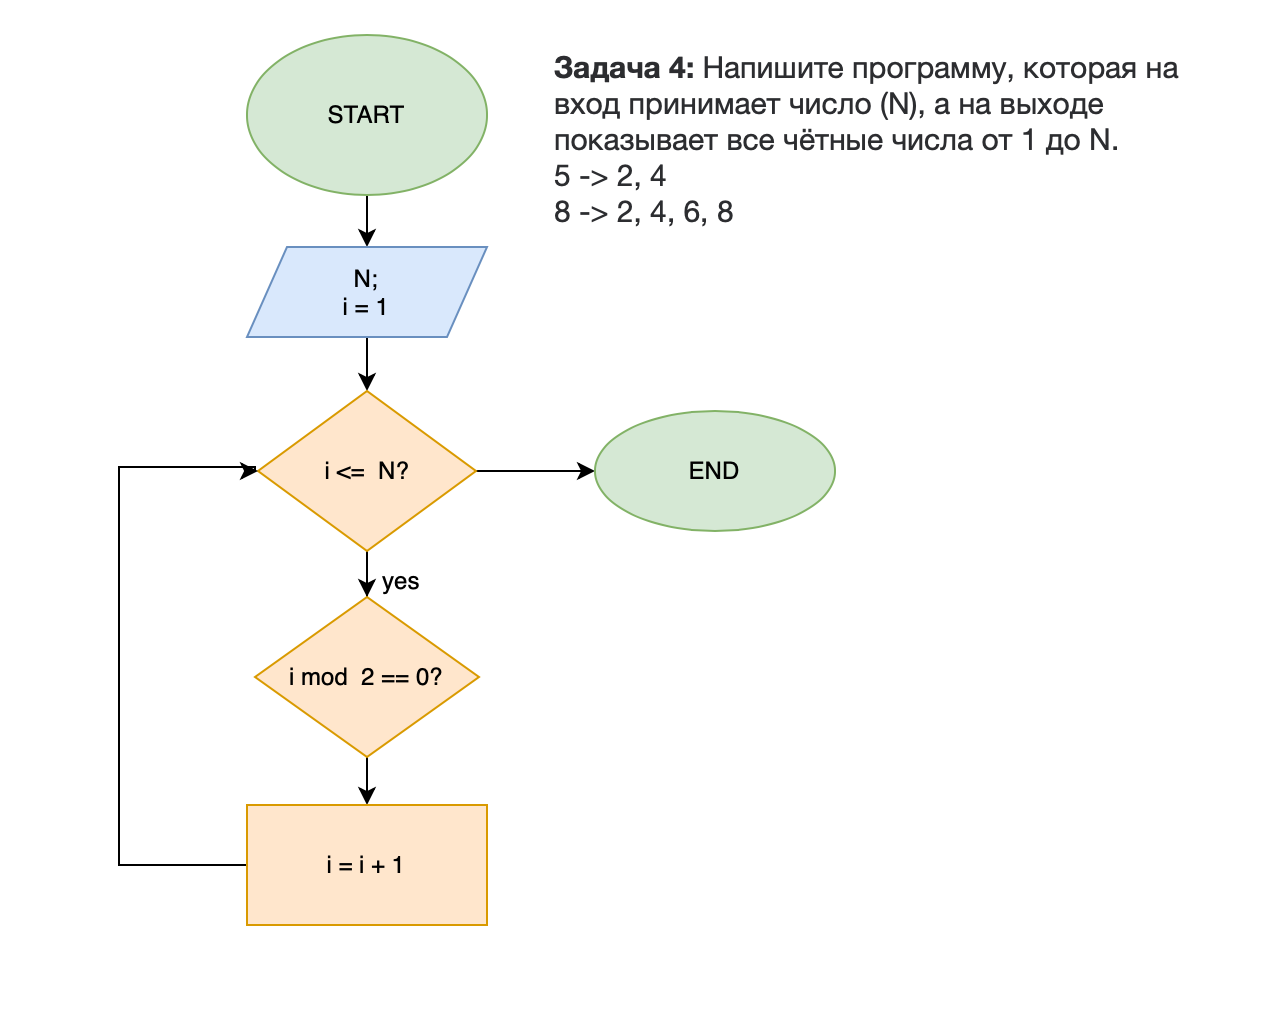 START
Задача 4: Напишите программу, которая на
вход принимает число (N), а на выходе
показывает все чётные числа от 1 до N.
5 -> 2, 4
8 -> 2, 4, 6, 8
N;
i = 1
i <= N?
END
yes
i mod 2 == 0?
i = i + 1